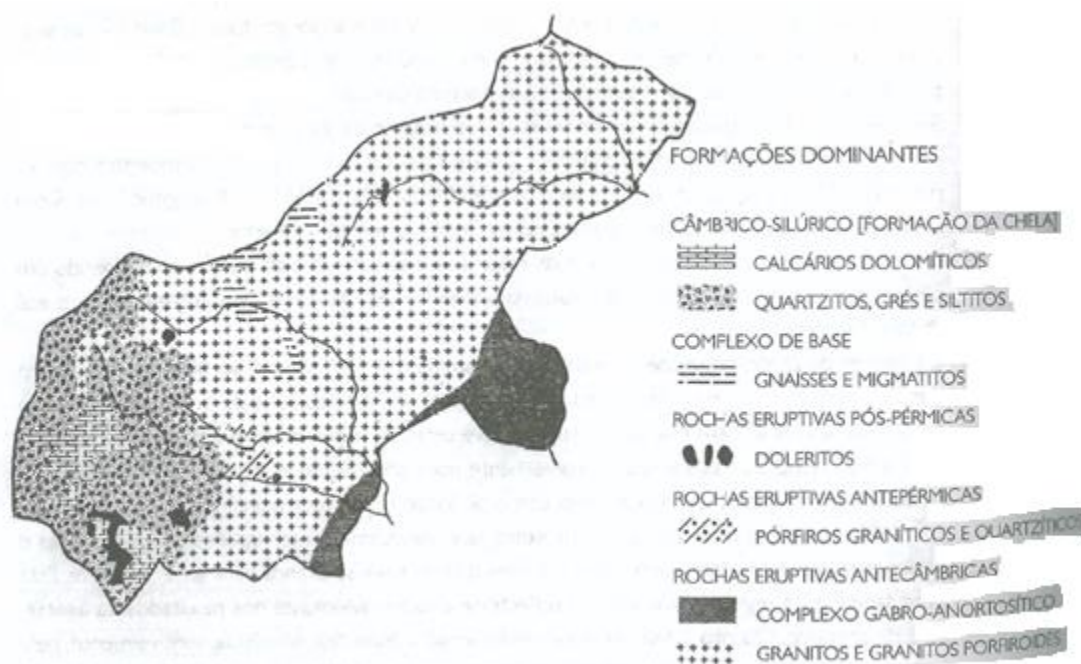 FORMAÇÕES DOMINANTES
CÂMBRICO-SILÚRICO [FORMAÇÃO DA CHELA]
CALCÁRIOS DOLOMÍTICOS
QUARTZITOS, GRÉS E SILTITOS
COMPLEXO DE BASE
GNAISSES E MIGMATITOS
ROCHAS ERUPTIVAS PÓS-PÉRMICAS
DOLERITOS
ROCHAS ERUPTIVAS ANTEPÉRMICAS
PÓRFIROS GRANÍTICOS E QUARTZÍTICOS
ROCHAS ERUPTIVAS ANTECÂMBRICAS
COMPLEXO GABRO-ANORTOSÍTICO
GRANITOS E GRANITOS PORFIROIDES